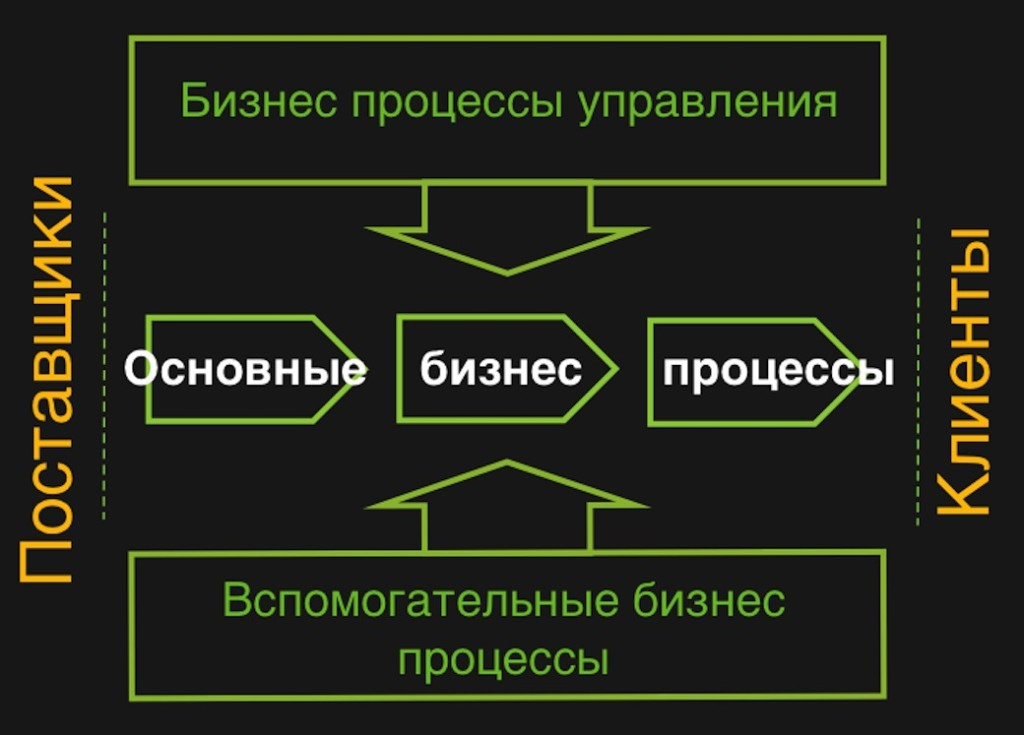 Бизнес процессы управления
Поставщики
Основные бизнес процессы
Клиенты
Вспомогательные бизнес
процессы